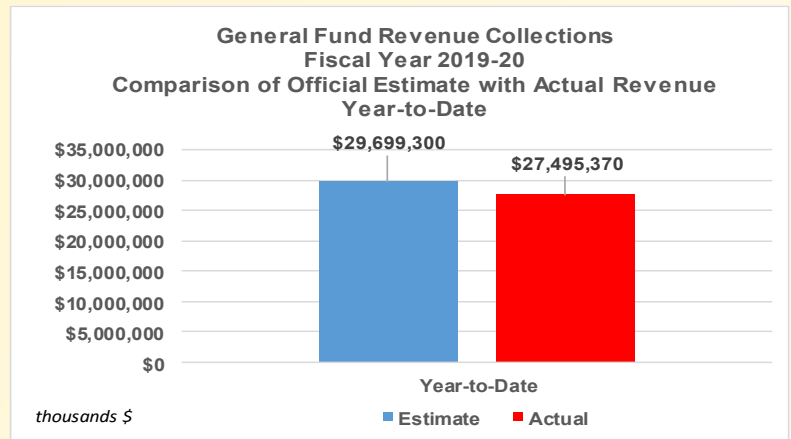 General Fund Revenue Collections
Fiscal Year 2019-20
Comparison of Official Estimate with Actual Revenue
Year-to-Date
$29,699,300
$27,495,370
$35,000,000
$30,000,000
$25,000,000
$20,000,000
$15,000,000
$10,000,000
$5,000,000
$0
Year-to-Date
thousands $
Estimate Actual